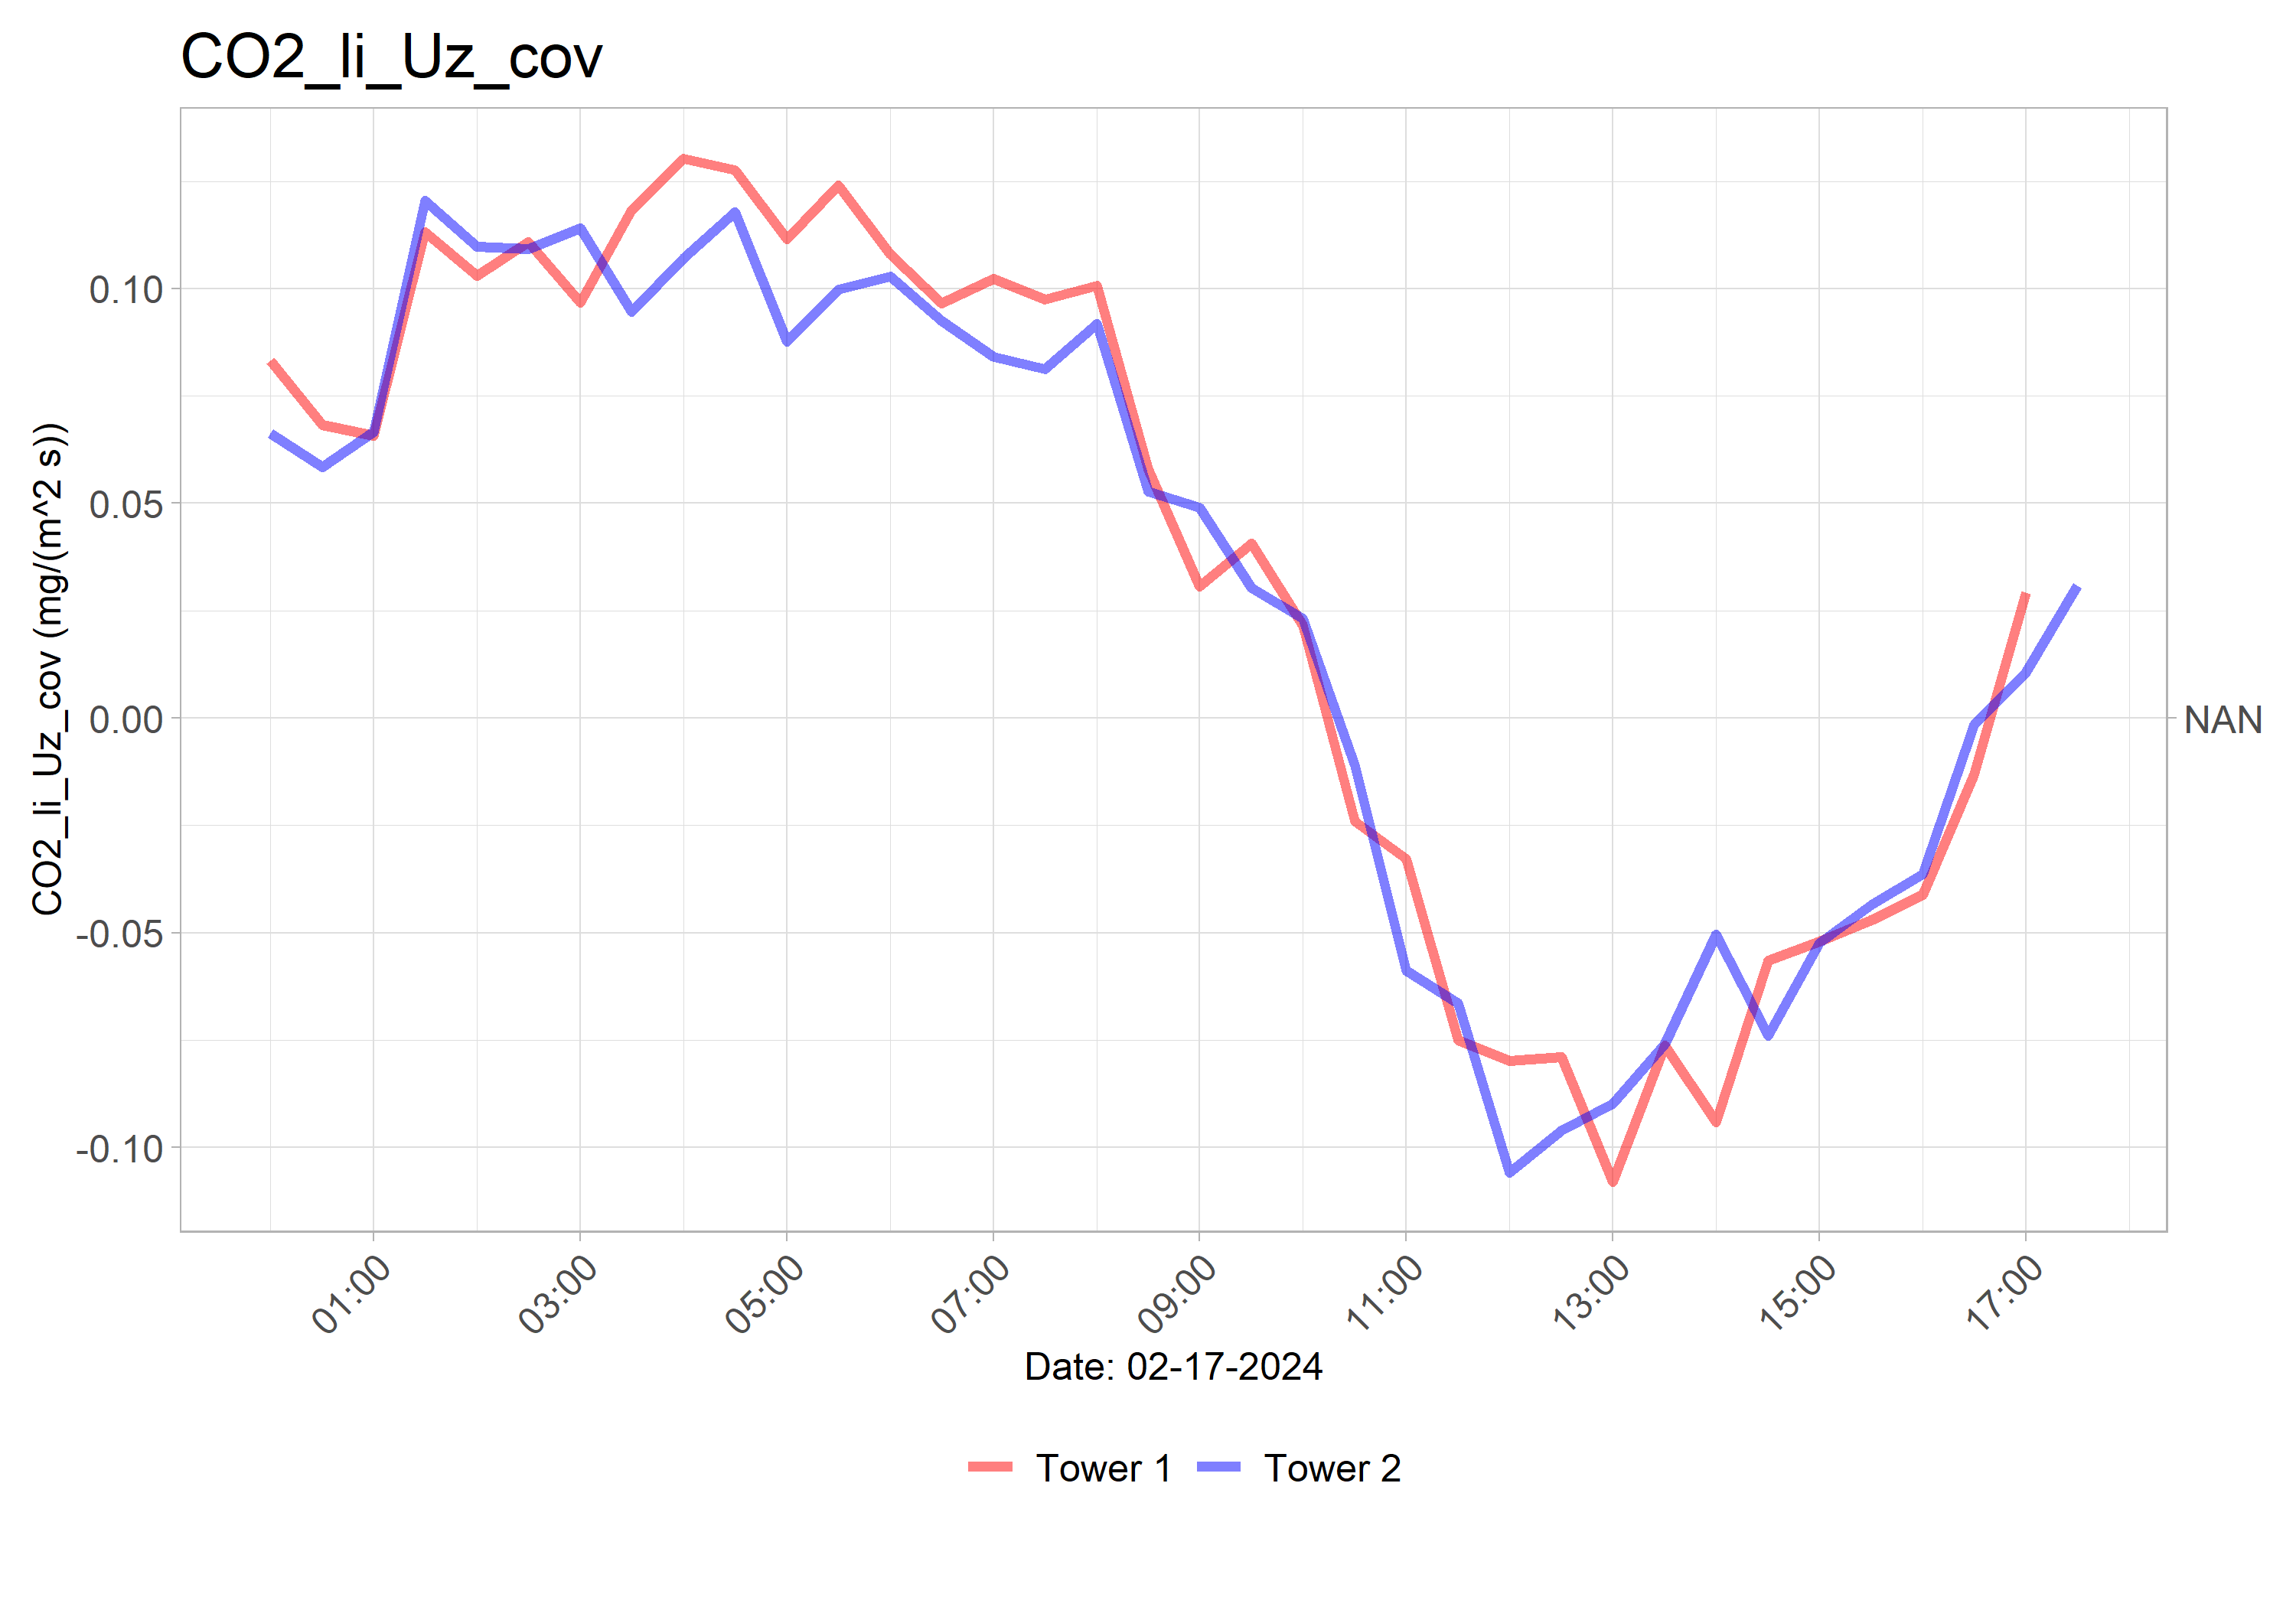 CO2_li_Uz_cov
CO2_li_Uz_cov (mg/(m^2 s))
0.10
0.05
0.00
-0.05
-0.10
NAN
01:00
03:00
05:00
07:00
09:00
11:00
13:00
15:00
17:00
Date: 02-17-2024
Tower 1
Tower 2